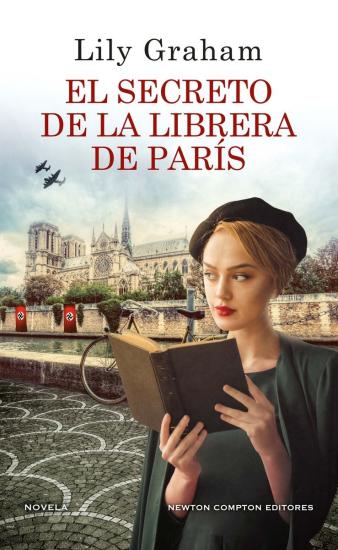 Lily Graham
EL SECRETO
DE LA LIBRERA
DE PARÍS
NOVELA
NEWTON COMPTON EDITORES